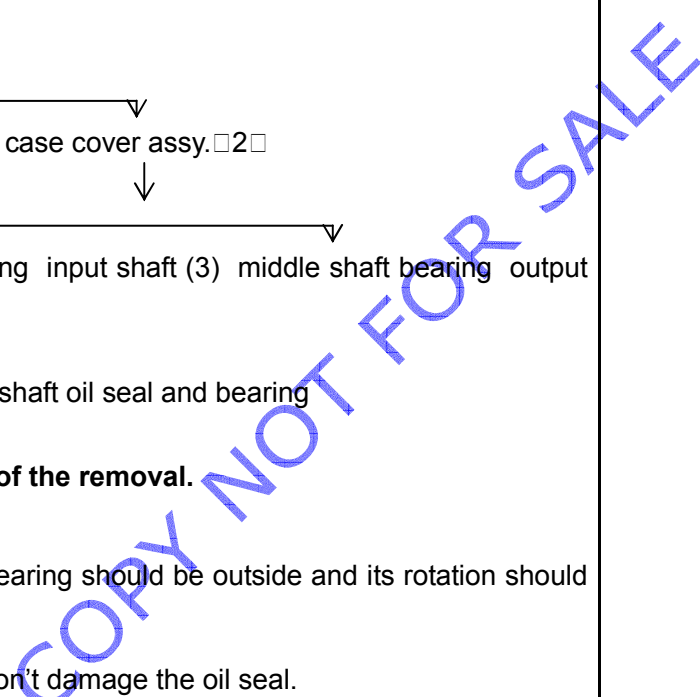 case cover assy.□2□
ng input shaft (3) middle shaft bearing output
shaft oil seal and bearing
of the removal.
earing should be outside and its rotation should
on't damage the oil seal.
COPY NOT FOR SALE